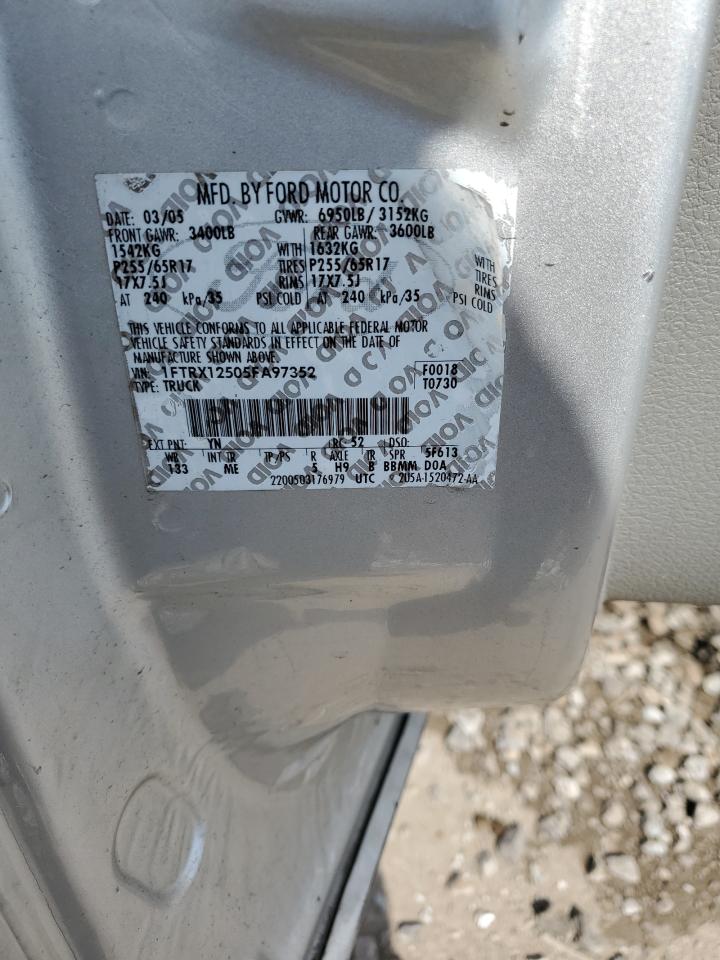 MFD. BY FORD MOTOR CO.
DATE: 03/05 GVWR: 6950LB/ 3152KG
FRONT GAWR: 3400LB REAR GAWR: 3600LB
1542KG WITH 1632KG WITH
P255/65R17 TIRES P255/65R17 TIRES
17X7.5J RIMS 17X7.5J RIMS
AT 240 kPa/35 PSI COLD AT 240 kPa/35 PSI COLD
THIS VEHICLE CONFORMS TO ALL APPLICABLE FEDERAL MOTOR
VEHICLE SAFETY STANDARDS IN EFFECT ON THE DATE OF
MANUFACTURE SHOWN ABOVE.
VIN: 1FTRX12505FA97352 F0018
TYPE: TRUCK T0730
EXT PNT: YN RC: 52 DSO:
WB INT TR TP/PS R AXLE TR SPR 5F613
133 ME 5 H9 B BBMM DOA
2200503176979 UTC 2U5A-1520472-AA
VOID